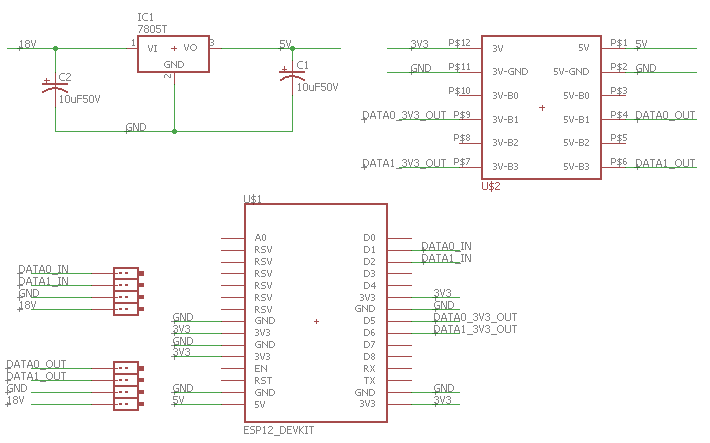 IC1
7805T
18V
1
VI
VO
3
5V
GND
2
C2
10uF50V
C1
10uF50V
GND
3V3
P$12
3V
5V
P$1
5V
GND
P$11
3V-GND
5V-GND
P$2
GND
P$10
3V-B0
5V-B0
P$3
DATA0_3V3_OUT
P$9
3V-B1
5V-B1
P$4
DATA0_OUT
P$8
3V-B2
5V-B2
P$5
DATA1_3V3_OUT
P$7
3V-B3
5V-B3
P$6
DATA1_OUT
U$2
U$1
A0
D0
RSV
D1
DATA0_IN
RSV
D2
DATA1_IN
DATA0_IN
RSV
D3
DATA1_IN
RSV
D4
GND
RSV
3V3
3V3
18V
RSV
GND
GND
GND
GND
D5
DATA0_3V3_OUT
3V3
3V3
D6
DATA1_3V3_OUT
GND
GND
D7
3V3
3V3
D8
DATA0_OUT
EN
RX
DATA1_OUT
RST
TX
GND
GND
GND
GND
GND
18V
5V
5V
3V3
3V3
ESP12_DEVKIT